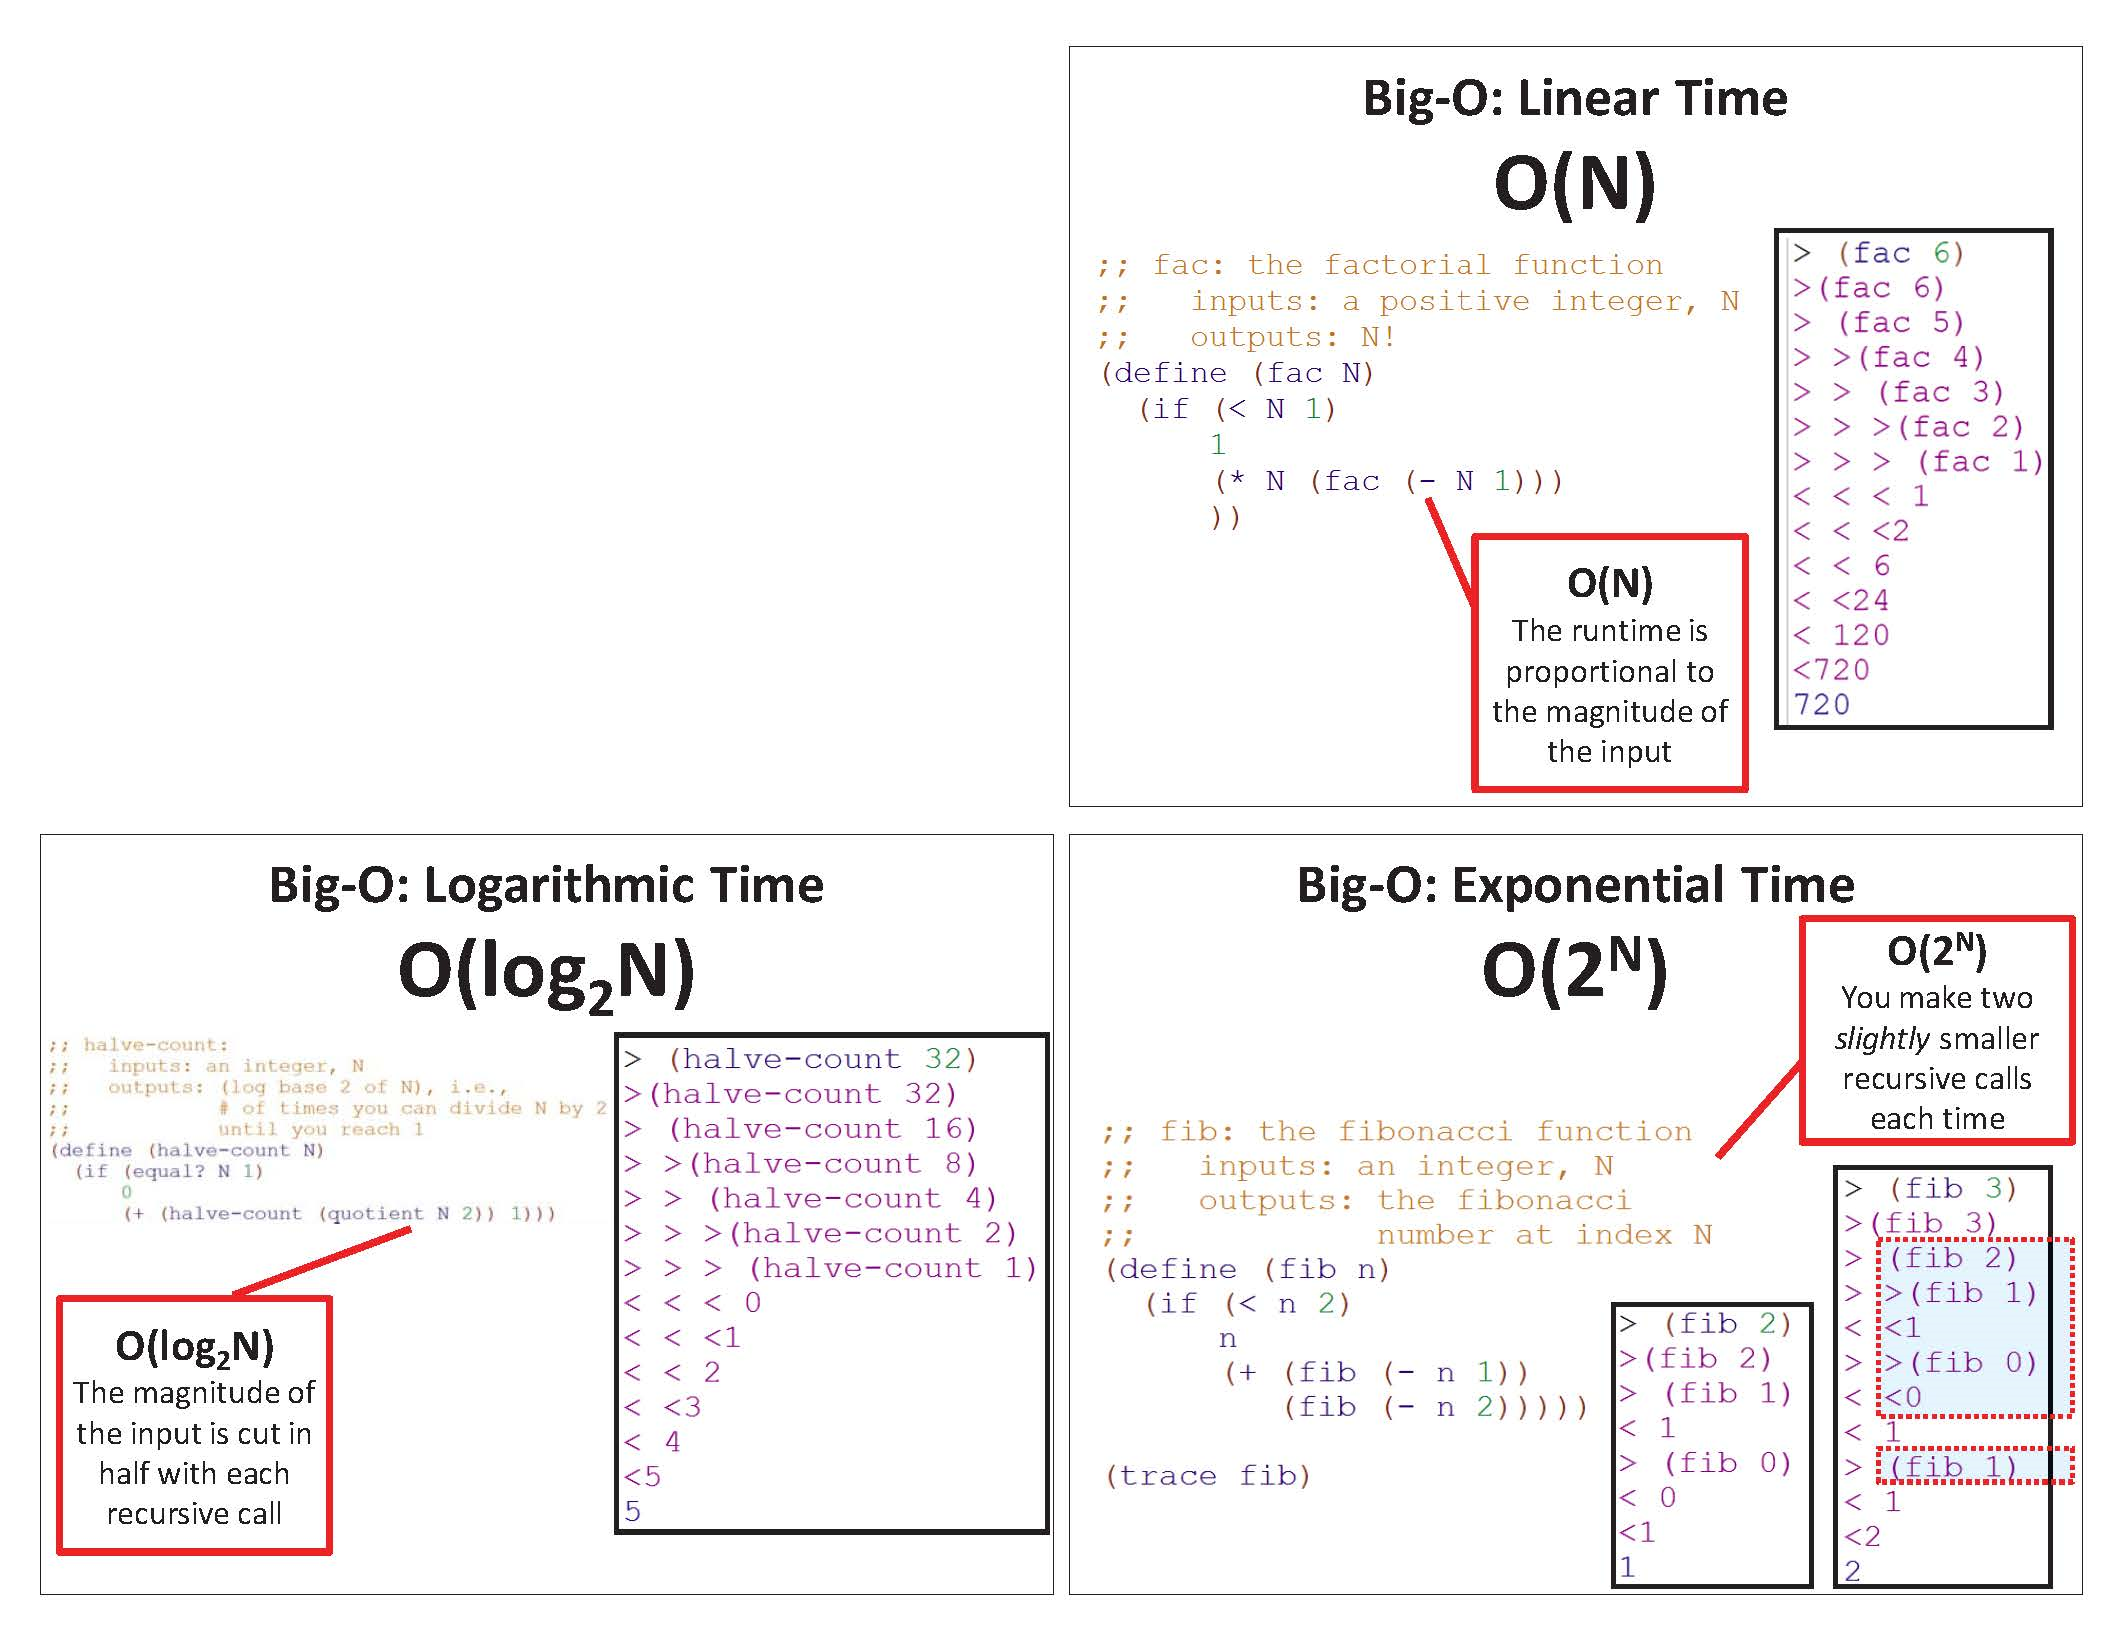 Big-O: Linear Time
O(N)
;; fac: the factorial function
;;   inputs: a positive integer, N
;;   outputs: N!
(define (fac N)
  (if (< N 1)
      1
      (* N (fac (- N 1)))
      ))
O(N)
The runtime is
proportional to
the magnitude of
the input
> (fac 6)
>(fac 6)
> (fac 5)
> >(fac 4)
> > (fac 3)
> > >(fac 2)
> > > (fac 1)
< < < 1
< < <2
< < 6
< <24
< 120
<720
720
Big-O: Logarithmic Time
O(log₂N)
;; halve-count:
;;   inputs: an integer, N
;;   outputs: (log base 2 of N), i.e.,
;;            # of times you can divide N by 2
;;            until you reach 1
(define (halve-count N)
  (if (equal? N 1)
      0
      (+ (halve-count (quotient N 2)) 1)))
O(log₂N)
The magnitude of
the input is cut in
half with each
recursive call
> (halve-count 32)
>(halve-count 32)
> (halve-count 16)
> >(halve-count 8)
> > (halve-count 4)
> > >(halve-count 2)
> > > (halve-count 1)
< < < 0
< < <1
< < 2
< <3
< 4
<5
5
Big-O: Exponential Time
O(2ᴺ)
O(2ᴺ)
You make two
slightly smaller
recursive calls
each time
;; fib: the fibonacci function
;;   inputs: an integer, N
;;   outputs: the fibonacci
;;            number at index N
(define (fib n)
  (if (< n 2)
      n
      (+ (fib (- n 1))
         (fib (- n 2)))))
(trace fib)
> (fib 2)
>(fib 2)
> (fib 1)
< 1
> (fib 0)
< 0
<1
1
> (fib 3)
>(fib 3)
> (fib 2)
> >(fib 1)
< <1
> >(fib 0)
< <0
< 1
> (fib 1)
< 1
<2
2